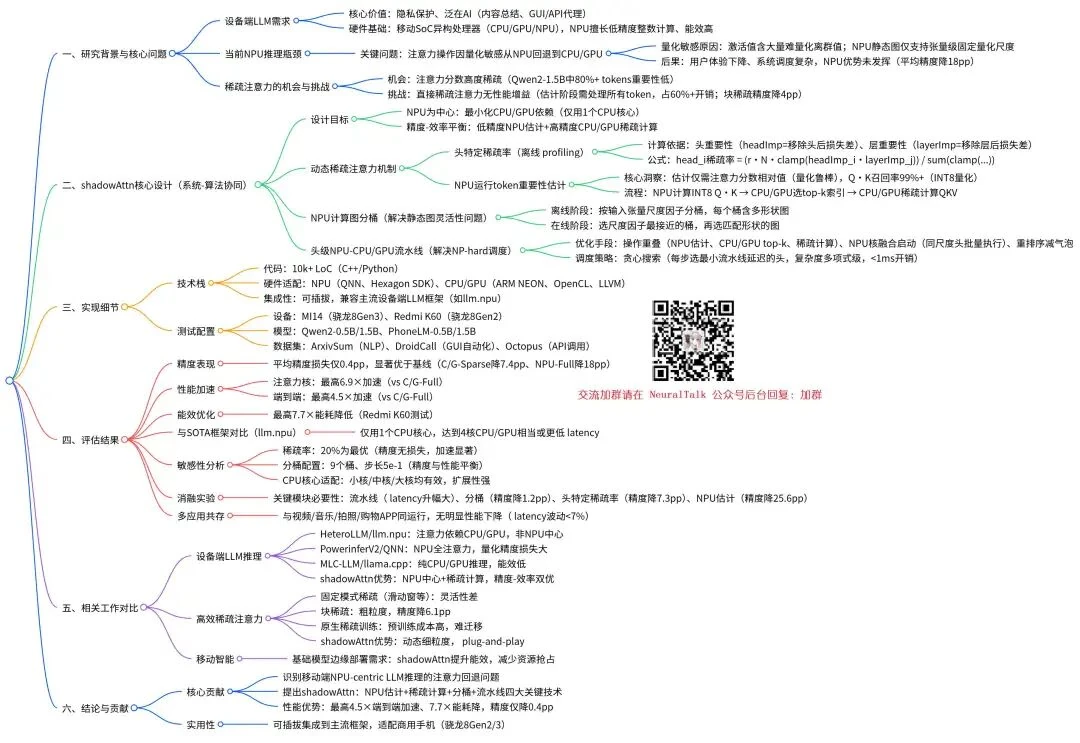 一、研究背景与核心问题
设备端LLM需求
核心价值：隐私保护、泛在AI（内容总结、GUI/API代理）
硬件基础：移动SoC异构处理器（CPU/GPU/NPU），NPU擅长低精度整数计算、能效高
当前NPU推理瓶颈
关键问题：注意力操作因量化敏感从NPU回退到CPU/GPU
量化敏感原因：激活值含大量难量化离群值；NPU静态图仅支持张量级固定量化尺度
后果：用户体验下降、系统调度复杂，NPU优势未发挥（平均精度降18pp）
稀疏注意力的机会与挑战
机会：注意力分数高度稀疏（Qwen2-1.5B中80%+ tokens重要性低）
挑战：直接稀疏注意力无性能增益（估计阶段需处理所有token，占60%+开销；块稀疏精度降4pp）
二、shadowAttn核心设计（系统-算法协同）
设计目标
NPU为中心：最小化CPU/GPU依赖（仅用1个CPU核心）
精度-效率平衡：低精度NPU估计+高精度CPU/GPU稀疏计算
动态稀疏注意力机制
头特定稀疏率（离线 profiling）
计算依据：头重要性（headImp=移除头后损失差）、层重要性（layerImp=移除层后损失差）
公式：head_i稀疏率 = (r・N・clamp(headImp_i・layerImp_j)) / sum(clamp(...))
NPU运行token重要性估计
核心洞察：估计仅需注意力分数相对值（量化鲁棒），Q・K召回率99%+（INT8量化）
流程：NPU计算INT8 Q・K → CPU/GPU选top-k索引 → CPU/GPU稀疏计算QKV
NPU计算图分桶（解决静态图灵活性问题）
离线阶段：按输入张量尺度因子分桶，每个桶含多形状图
在线阶段：选尺度因子最接近的桶，再选匹配形状的图
头级NPU-CPU/GPU流水线（解决NP-hard调度）
优化手段：操作重叠（NPU估计、CPU/GPU top-k、稀疏计算）、NPU核融合启动（同尺度头批量执行）、重排序减气泡
调度策略：贪心搜索（每步选最小流水线延迟的头，复杂度多项式级，<1ms开销）
三、实现细节
技术栈
代码：10k+ LoC（C++/Python）
硬件适配：NPU（QNN、Hexagon SDK）、CPU/GPU（ARM NEON、OpenCL、LLVM）
集成性：可插拔，兼容主流设备端LLM框架（如llm.npu）
测试配置
设备：MI14（骁龙8Gen3）、Redmi K60（骁龙8Gen2）
模型：Qwen2-0.5B/1.5B、PhoneLM-0.5B/1.5B
数据集：ArxivSum（NLP）、DroidCall（GUI自动化）、Octopus（API调用）
四、评估结果
精度表现
平均精度损失仅0.4pp，显著优于基线（C/G-Sparse降7.4pp、NPU-Full降18pp）
性能加速
注意力核：最高6.9×加速（vs C/G-Full）
端到端：最高4.5×加速（vs C/G-Full）
能效优化
最高7.7×能耗降低（Redmi K60测试）
与SOTA框架对比（llm.npu）
仅用1个CPU核心，达到4核CPU/GPU相当或更低 latency
敏感性分析
稀疏率：20%为最优（精度无损失，加速显著）
分桶配置：9个桶、步长5e-1（精度与性能平衡）
CPU核心适配：小核/中核/大核均有效，扩展性强
消融实验
关键模块必要性：流水线（ latency升幅大）、分桶（精度降1.2pp）、头特定稀疏率（精度降7.3pp）、NPU估计（精度降25.6pp）
多应用共存
与视频/音乐/拍照/购物APP同运行，无明显性能下降（ latency波动<7%）
交流加群请在 NeuralTalk 公众号后台回复：加群
五、相关工作对比
设备端LLM推理
HeteroLLM/llm.npu：注意力依赖CPU/GPU，非NPU中心
PowerinferV2/QNN：NPU全注意力，量化精度损失大
MLC-LLM/llama.cpp：纯CPU/GPU推理，能效低
shadowAttn优势：NPU中心+稀疏计算，精度-效率双优
高效稀疏注意力
固定模式稀疏（滑动窗等）：灵活性差
块稀疏：粗粒度，精度降6.1pp
原生稀疏训练：预训练成本高，难迁移
shadowAttn优势：动态细粒度， plug-and-play
移动智能
基础模型边缘部署需求：shadowAttn提升能效，减少资源抢占
六、结论与贡献
核心贡献
识别移动端NPU-centric LLM推理的注意力回退问题
提出shadowAttn：NPU估计+稀疏计算+分桶+流水线四大关键技术
性能优势：最高4.5×端到端加速、7.7×能耗降，精度仅降0.4pp
实用性
可插拔集成到主流框架，适配商用手机（骁龙8Gen2/3）